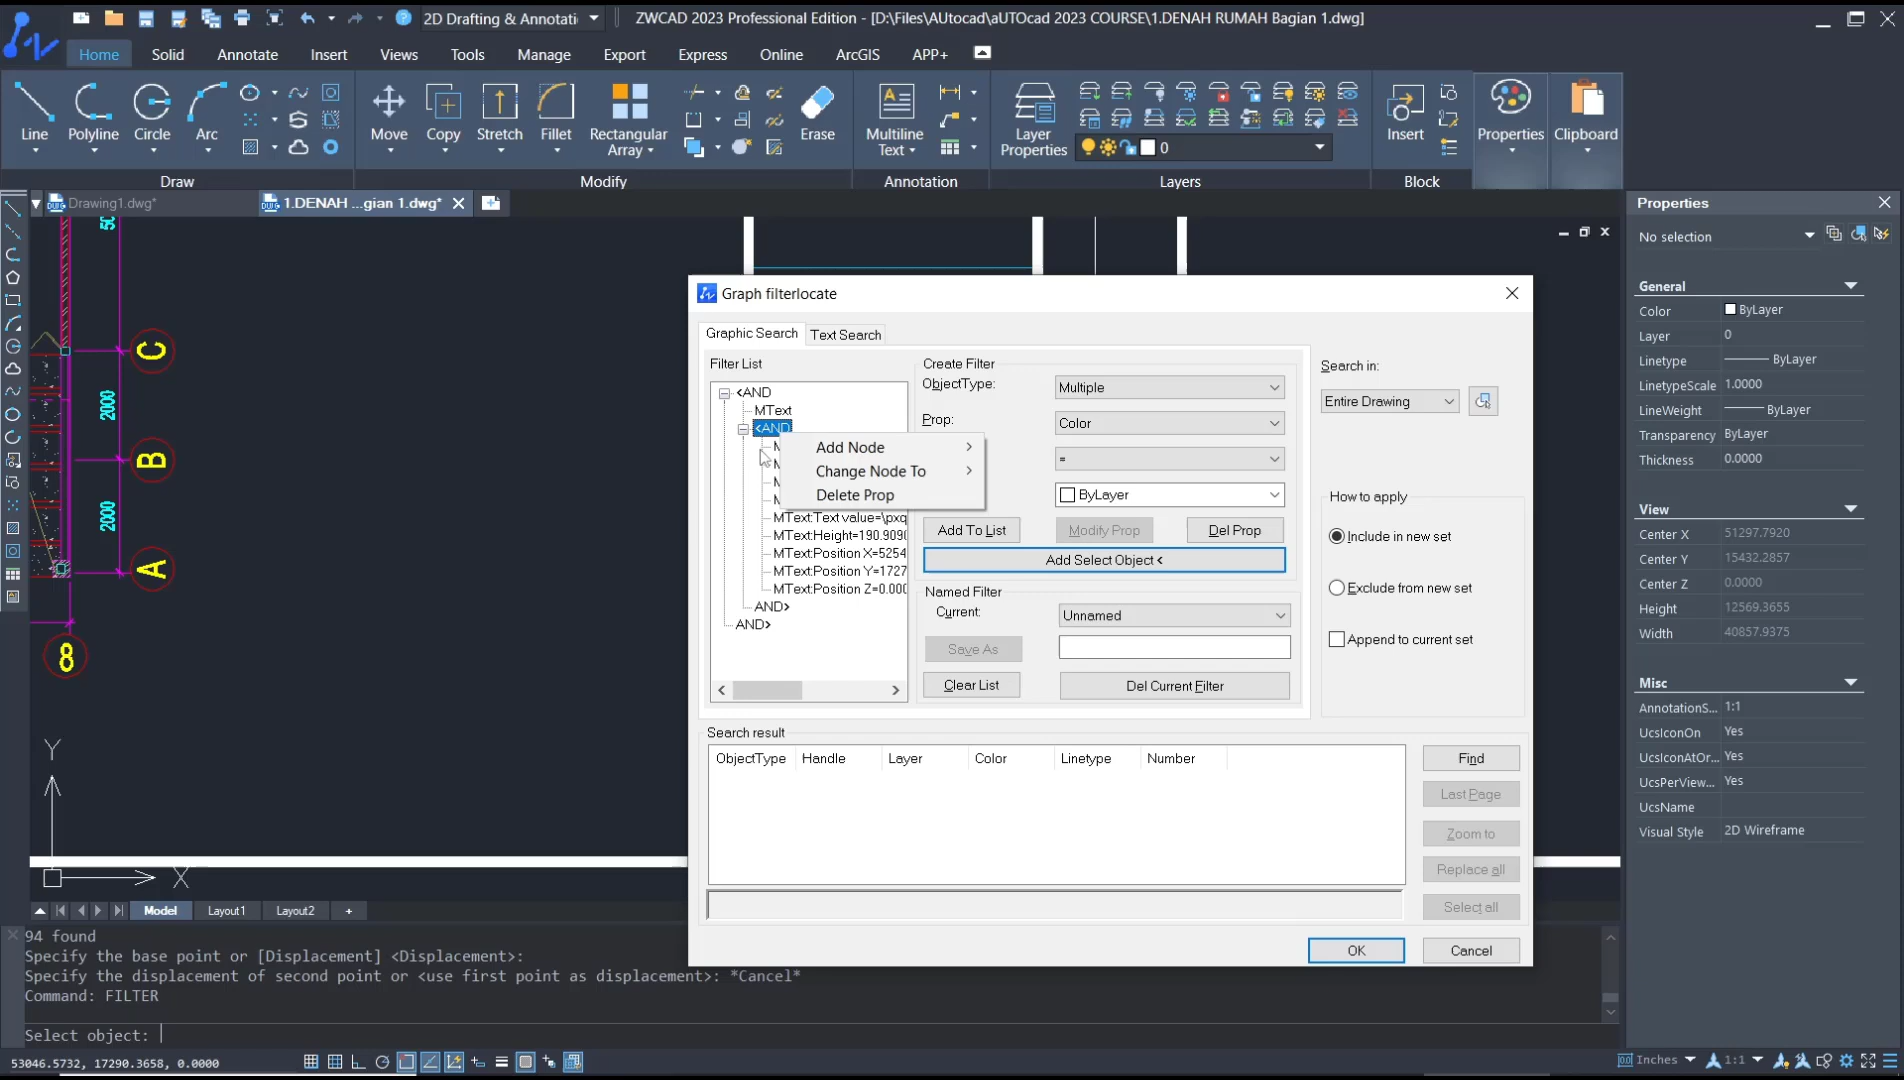 2D Drafting & Annotati
ZWCAD 2023 Professional Edition - [D:\Files\AUtocad\aUTOcad 2023 COURSE\1.DENAH RUMAH Bagian 1.dwg]
Home Solid Annotate Insert Views Tools Manage Export Express Online ArcGIS APP+
Line Polyline Circle Arc
Move Copy Stretch Fillet Rectangular Array Erase
Multiline Text
Layer Properties
0
Insert Properties Clipboard
Draw Modify Annotation Layers Block
Drawing1.dwg*
1.DENAH ...gian 1.dwg*
C
2000
B
2000
A
8
Y
X
Graph filterlocate
Graphic Search
Text Search
Filter List
<AND
MText
<AND
MText:Text value=\pxq
MText:Height=190.9090
MText:Position X=5254
MText:Position Y=1727
MText:Position Z=0.000
AND>
AND>
Add Node
Change Node To
Delete Prop
Create Filter
ObjectType:
Multiple
Prop:
Color
=
ByLayer
Add To List
Modify Prop
Del Prop
Add Select Object <
Named Filter
Current:
Unnamed
Save As
Clear List
Del Current Filter
Search in:
Entire Drawing
How to apply
Include in new set
Exclude from new set
Append to current set
Search result
ObjectType Handle Layer Color Linetype Number
Find
Last Page
Zoom to
Replace all
Select all
OK
Cancel
Properties
No selection
General
Color ByLayer
Layer 0
Linetype ByLayer
LinetypeScale 1.0000
LineWeight ByLayer
Transparency ByLayer
Thickness 0.0000
View
Center X 51297.7920
Center Y 15432.2857
Center Z 0.0000
Height 12569.3655
Width 40857.9375
Misc
AnnotationS... 1:1
UcsIconOn Yes
UcsIconAtOr... Yes
UcsPerView... Yes
UcsName
Visual Style 2D Wireframe
Model Layout1 Layout2 +
94 found
Specify the base point or [Displacement] <Displacement>:
Specify the displacement of second point or <use first point as displacement>: *Cancel*
Command: FILTER
Select object:
53046.5732, 17290.3658, 0.0000
Inches
1:1